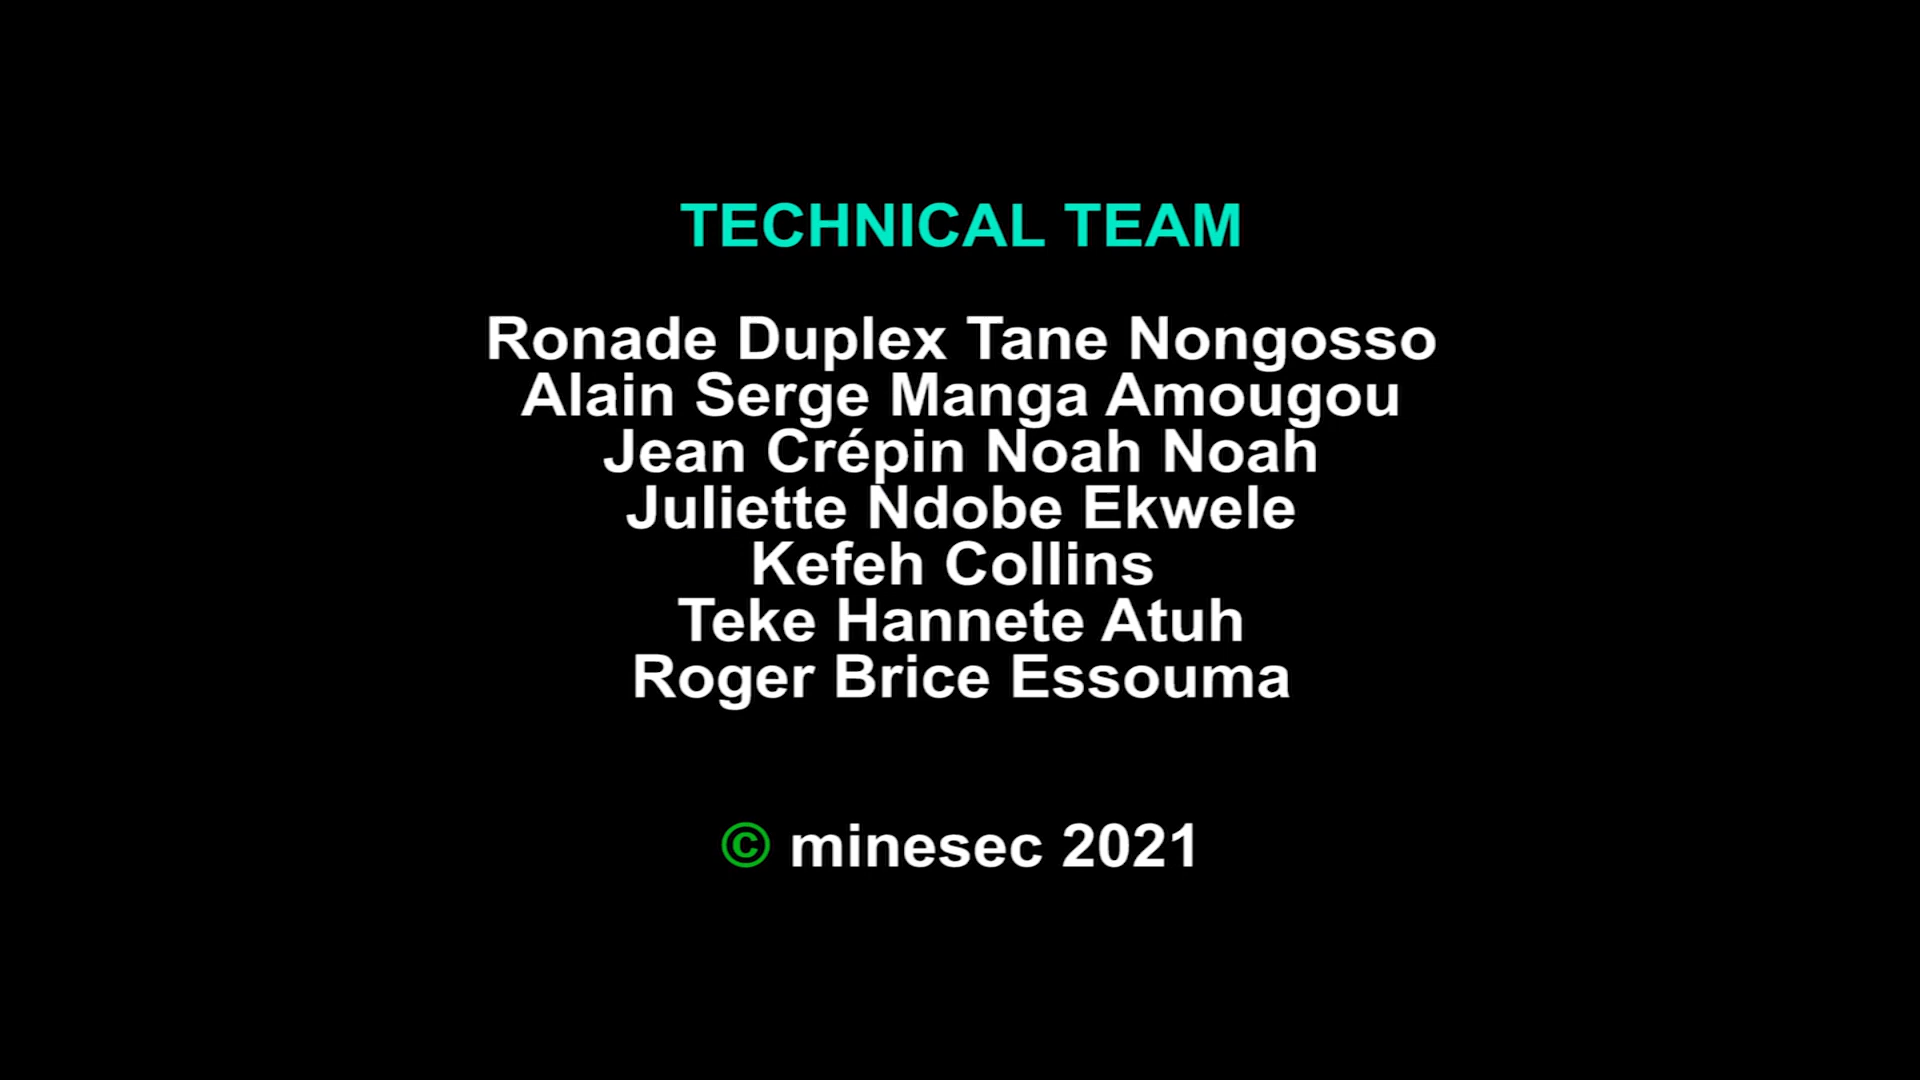 TECHNICAL TEAM
Ronade Duplex Tane Nongosso
Alain Serge Manga Amougou
Jean Crépin Noah Noah
Juliette Ndobe Ekwele
Kefeh Collins
Teke Hannete Atuh
Roger Brice Essouma
© minesec 2021